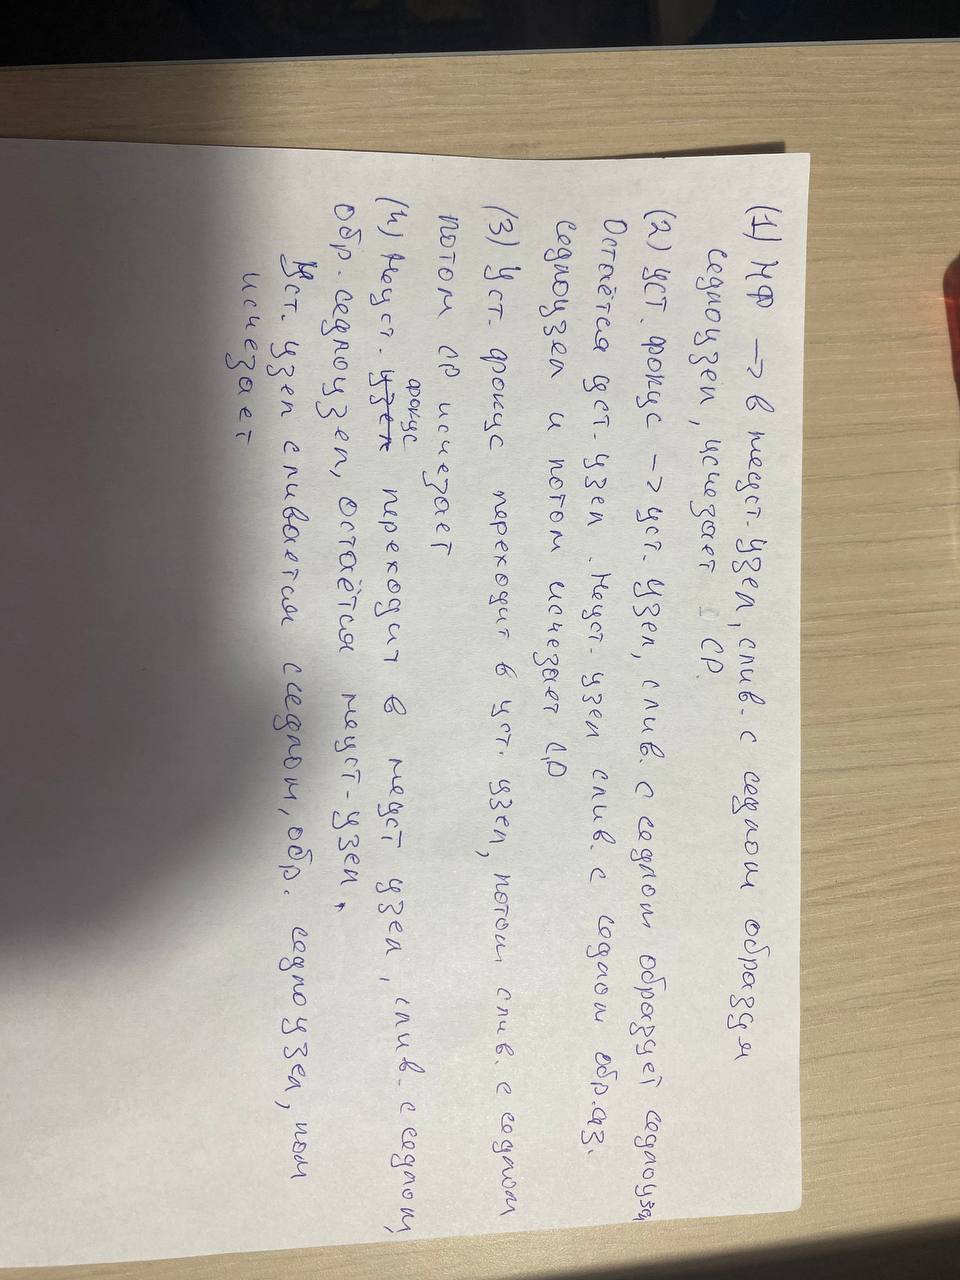 (1) НФ -> в неуст. узел, слив. с седлом образуя
седлоузел, исчезает СР.
(2) уст. фокус -> уст. узел, слив. с седлом образует седлоузел
Остаётся уст. узел. Неуст. узел слив. с седлом обр.аз.
седлоузел и потом исчезает СР
(3) Уст. фокус переходит в уст. узел, потом слив. с седлом
потом СР исчезает
(4) Неуст. узел фокус переходит в неуст узел, слив. с седлом,
обр. седлоузел, остаётся неуст. узел.
Уст. узел сливается с седлом, обр. седлоузел, пом
исчезает